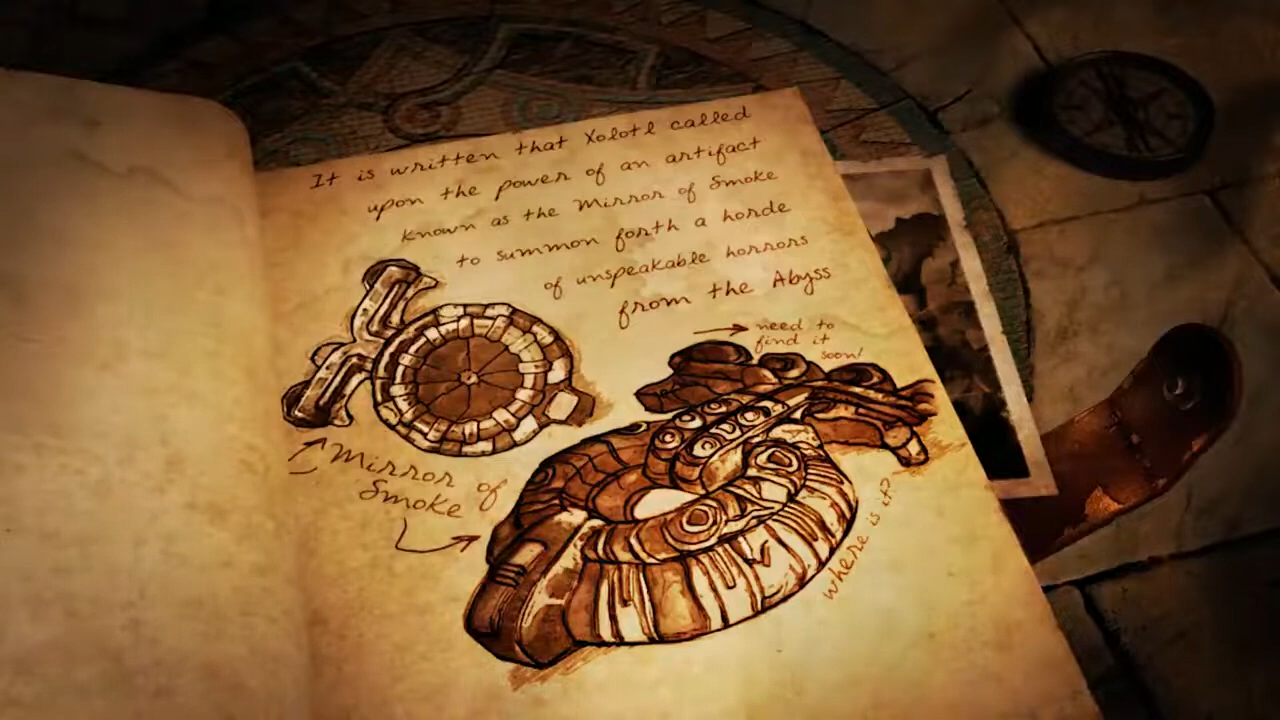 It is written that Xolotl called
upon the power of an artifact
known as the Mirror of Smoke
to summon forth a horde
of unspeakable horrors
from the Abyss
need to
find it
soon!
Mirror of
Smoke
where is it?